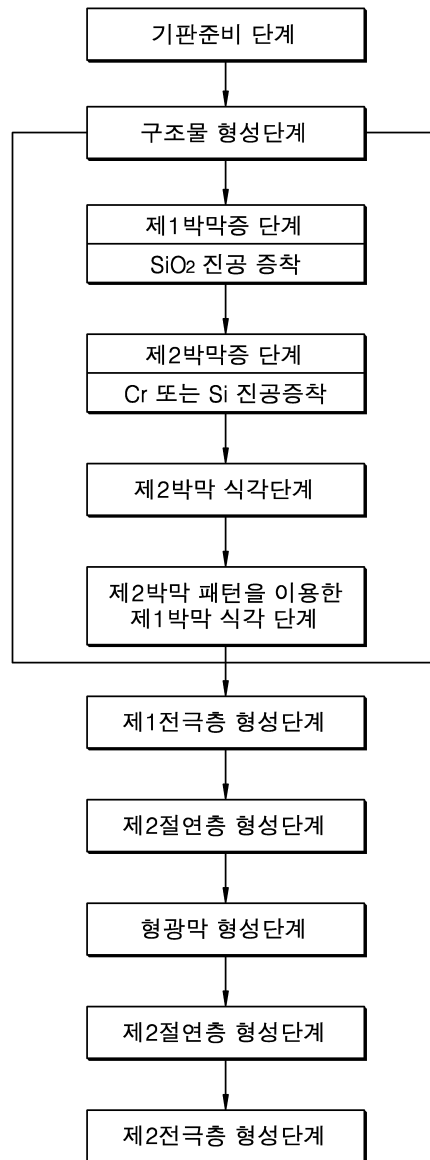 기판준비 단계
구조물 형성단계
제1박막증 단계
SiO2 진공 증착
제2박막증 단계
Cr 또는 Si 진공증착
제2박막 식각단계
제2박막 패턴을 이용한
제1박막 식각 단계
제1전극층 형성단계
제2절연층 형성단계
형광막 형성단계
제2절연층 형성단계
제2전극층 형성단계